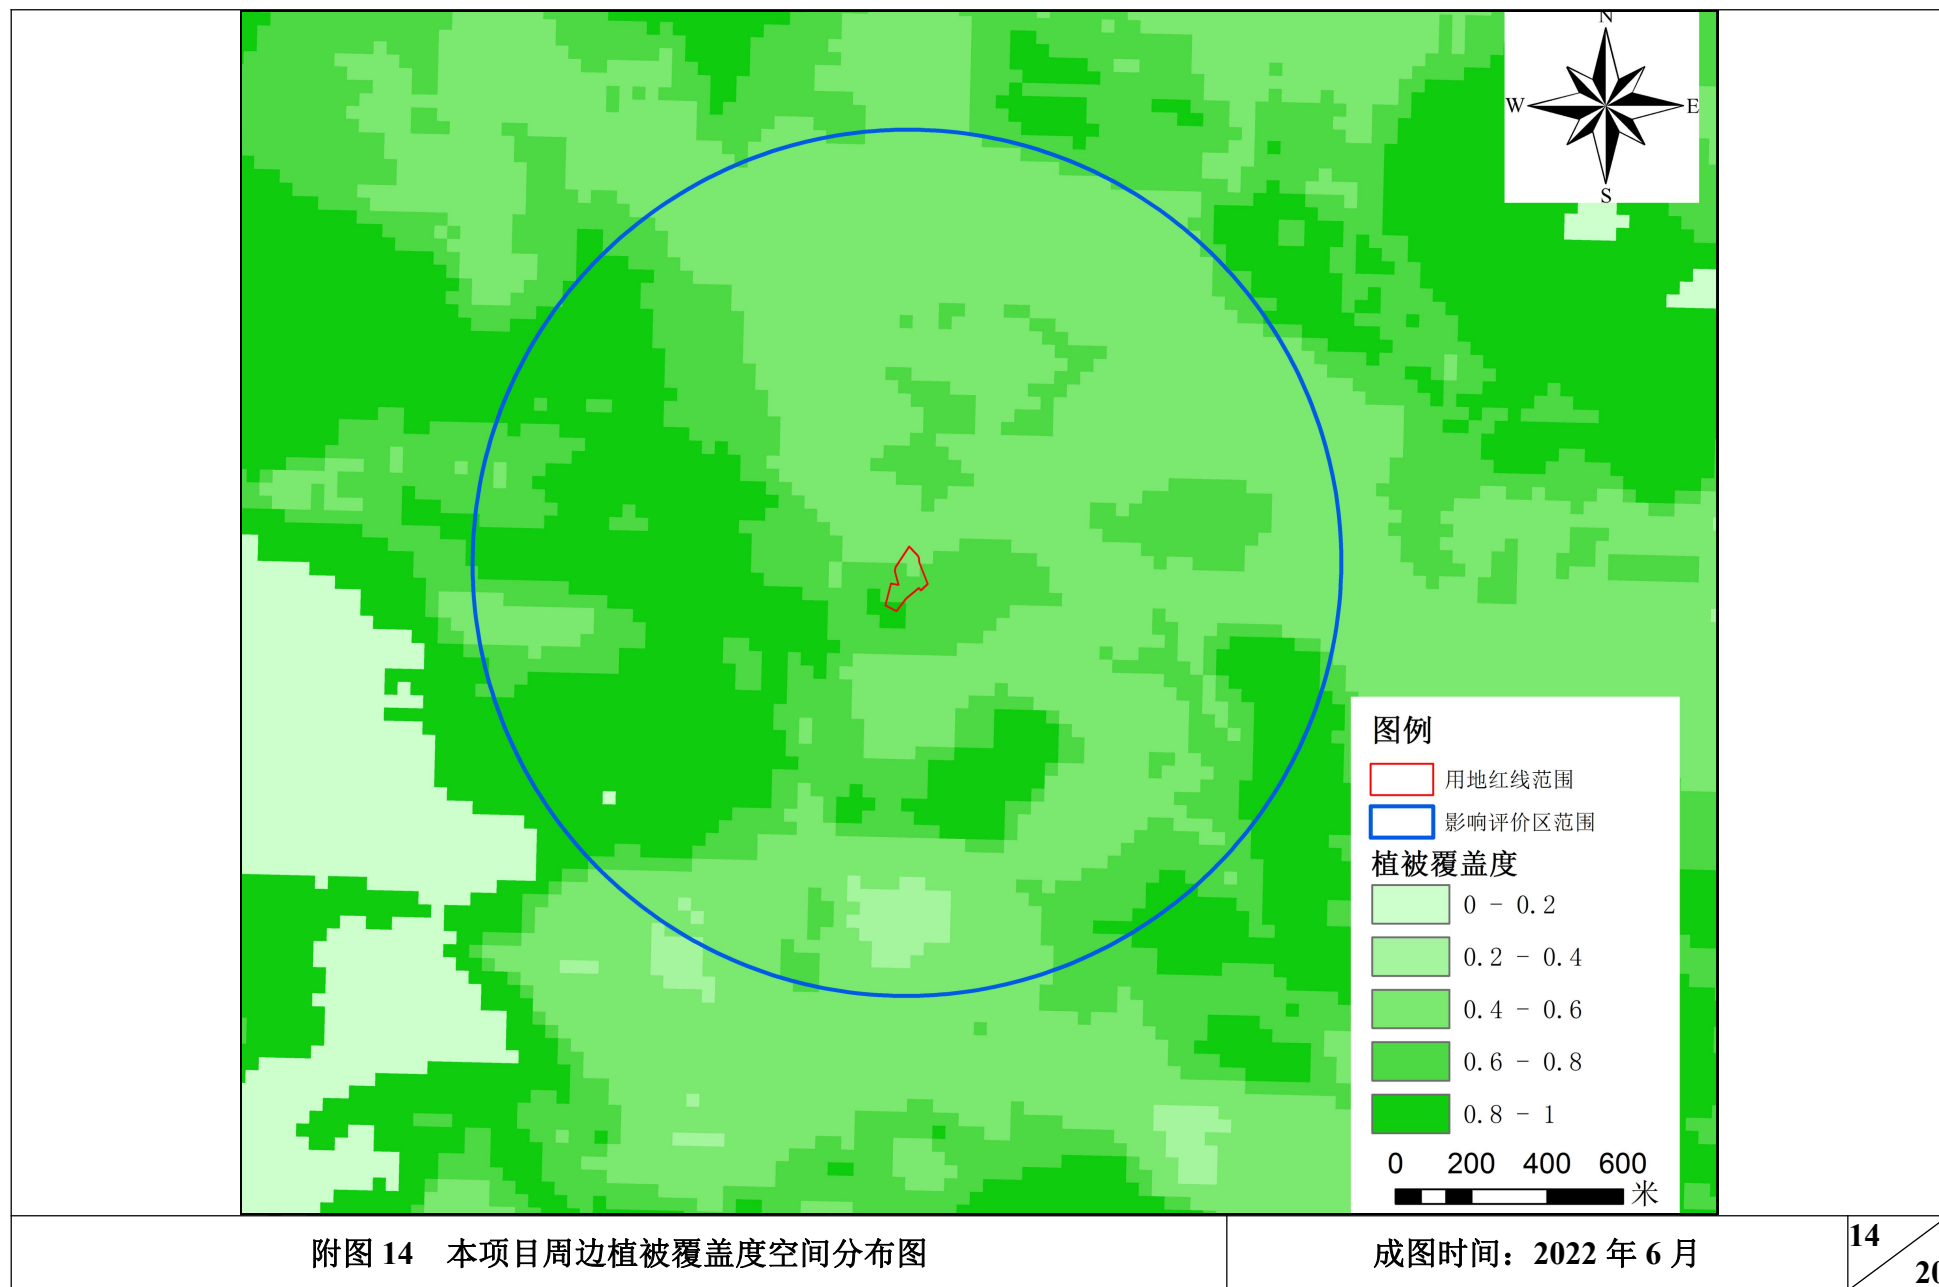 N
W
E
S
图例
用地红线范围
影响评价区范围
植被覆盖度
0 - 0.2
0.2 - 0.4
0.4 - 0.6
0.6 - 0.8
0.8 - 1
0 200 400 600
米
附图 14 本项目周边植被覆盖度空间分布图
成图时间：2022 年 6 月
14
20